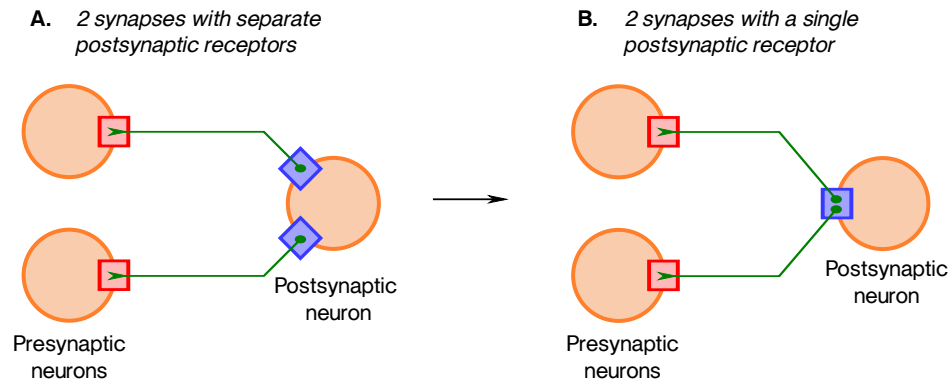 A. 2 synapses with separate
postsynaptic receptors
Postsynaptic
neuron
Presynaptic
neurons
B. 2 synapses with a single
postsynaptic receptor
Postsynaptic
neuron
Presynaptic
neurons